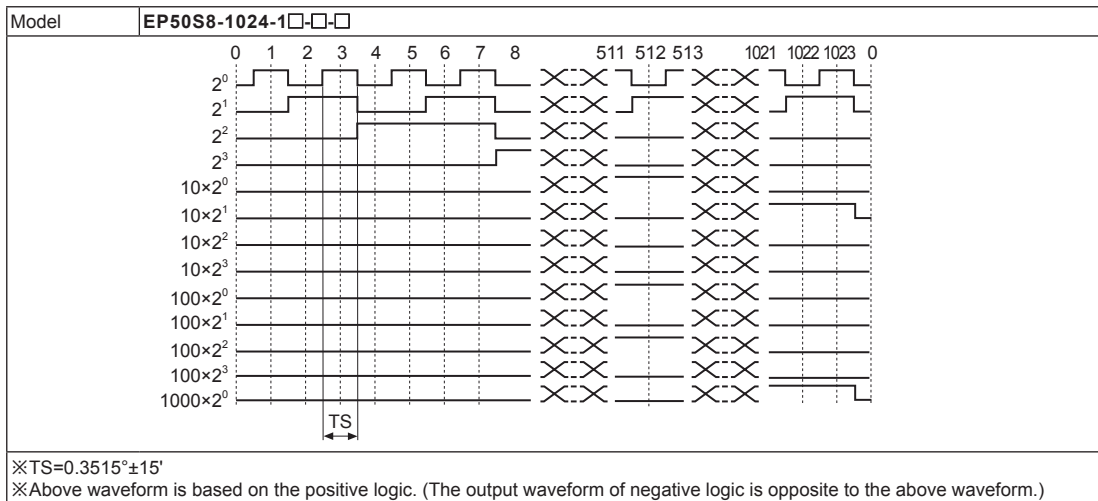 Model EP50S8-1024-1□-□-□
0 1 2 3 4 5 6 7 8 511 512 513 1021 1022 1023 0
2⁰
2¹
2²
2³
10×2⁰
10×2¹
10×2²
10×2³
100×2⁰
100×2¹
100×2²
100×2³
1000×2⁰
TS
※TS=0.3515°±15'
※Above waveform is based on the positive logic. (The output waveform of negative logic is opposite to the above waveform.)